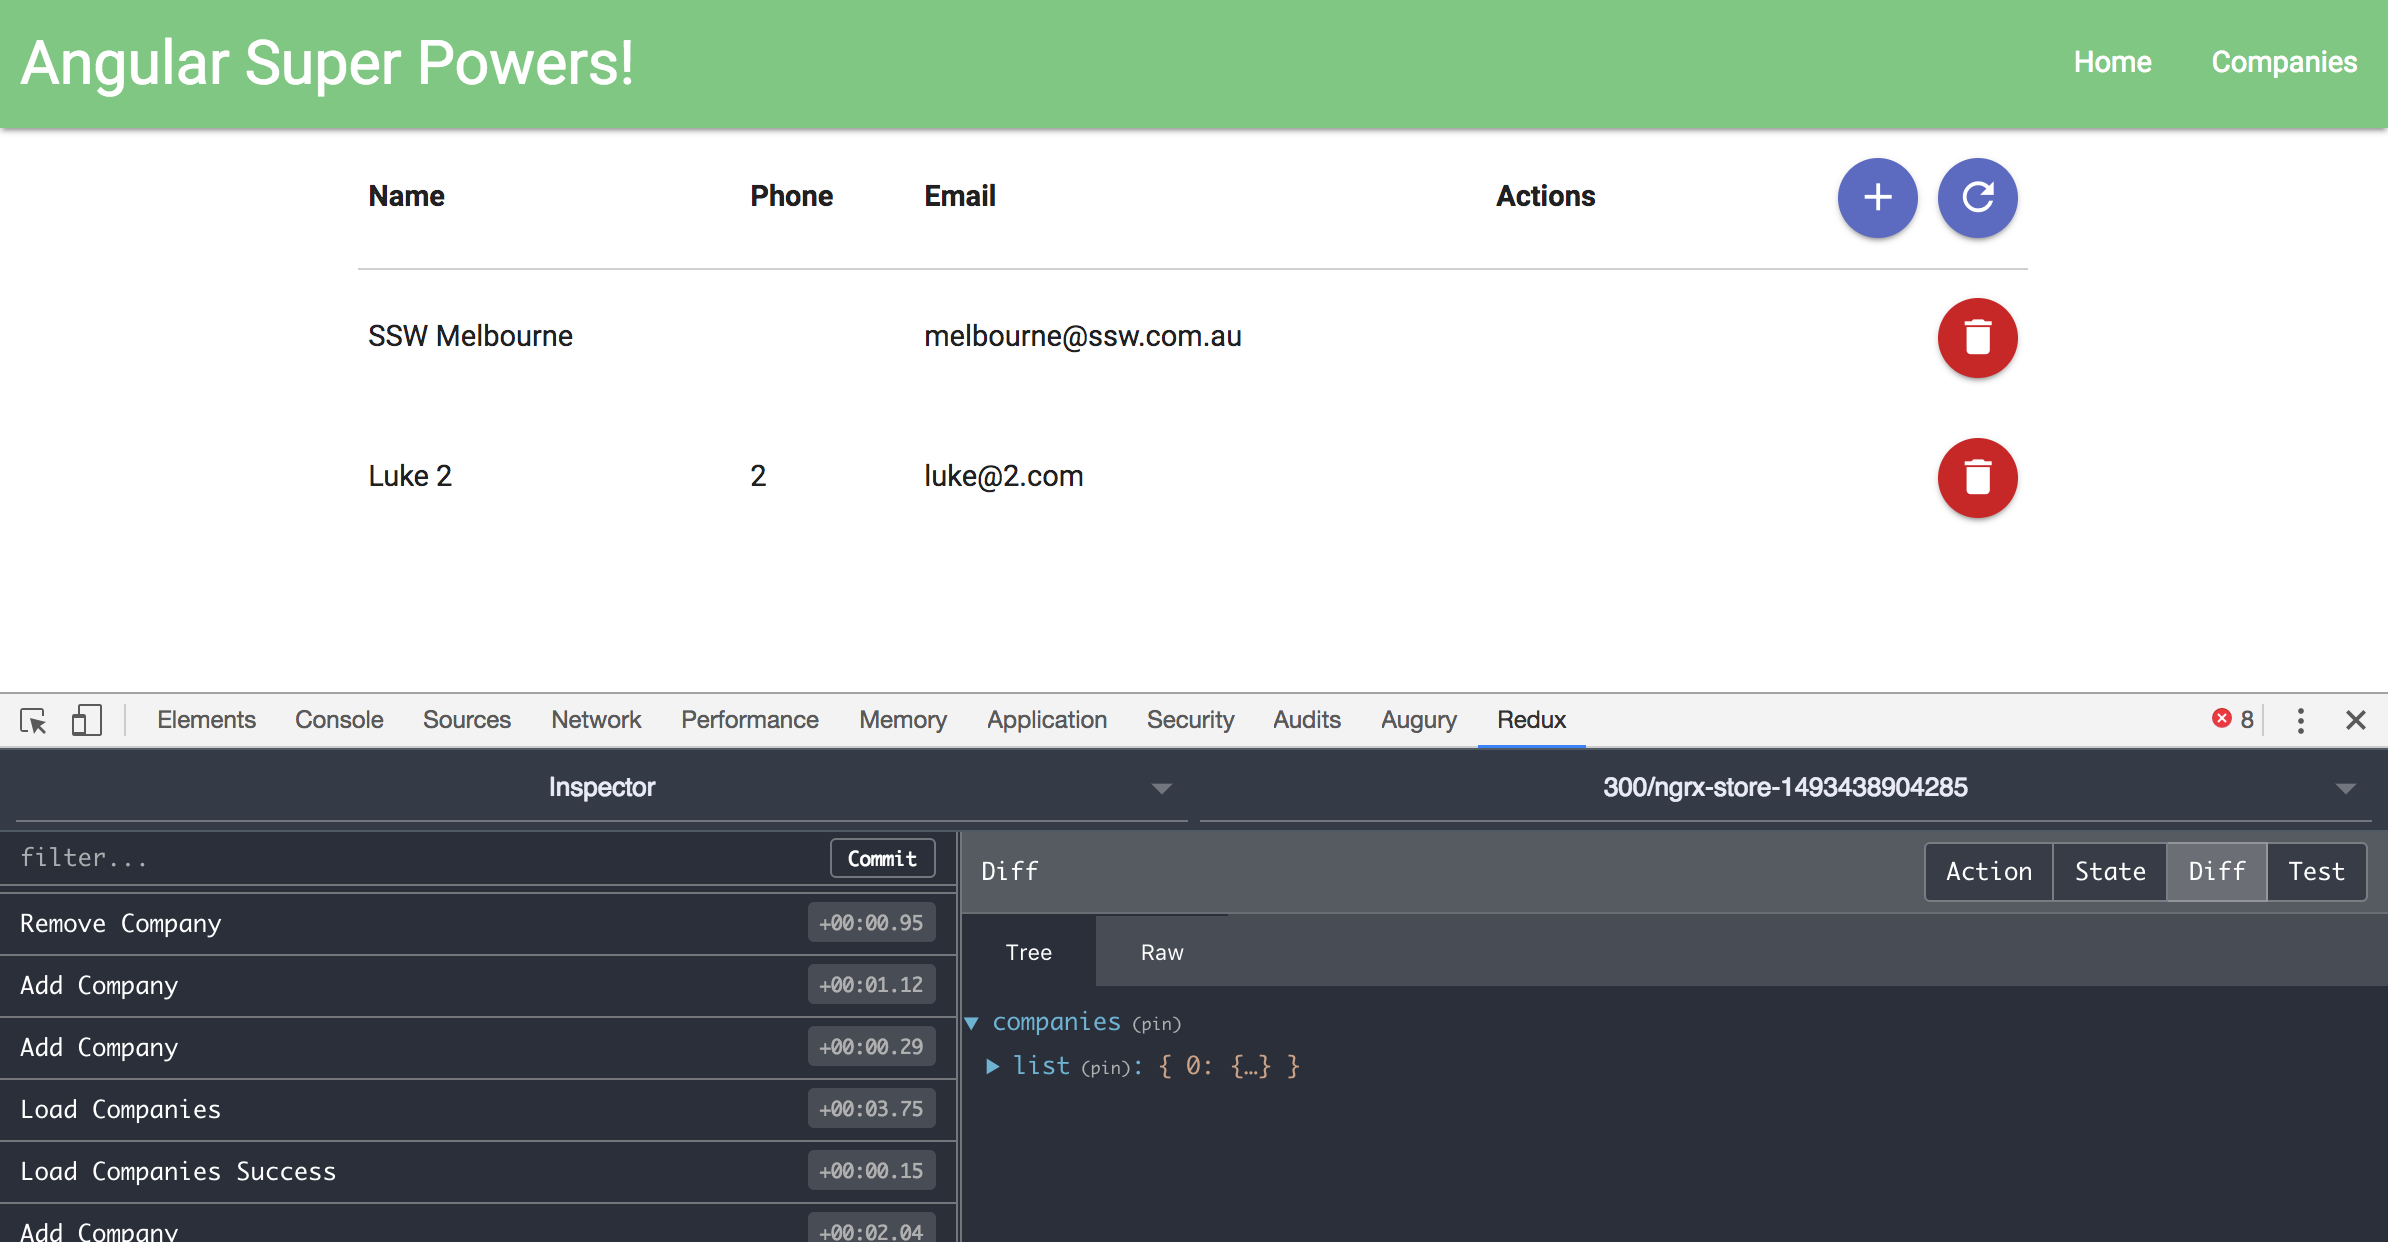 Angular Super Powers! Home Companies
Name Phone Email Actions
SSW Melbourne melbourne@ssw.com.au
Luke 2 2 luke@2.com
Elements Console Sources Network Performance Memory Application Security Audits Augury Redux 8
Inspector 300/ngrx-store-1493438904285
filter... Commit
Diff Action State Diff Test
Remove Company +00:00.95
Tree Raw
Add Company +00:01.12
companies (pin)
Add Company +00:00.29
list (pin): { 0: {…} }
Load Companies +00:03.75
Load Companies Success +00:00.15
Add Company +00:02.04